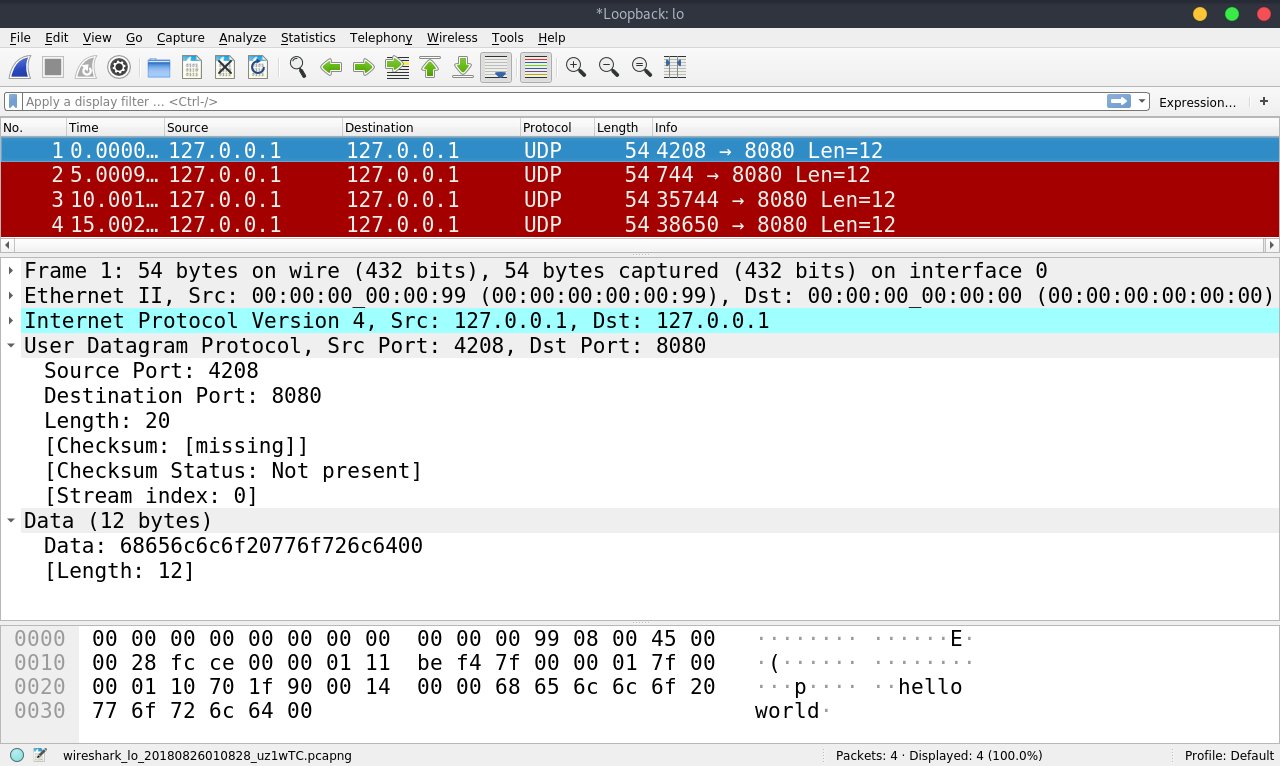 *Loopback: lo
File Edit View Go Capture Analyze Statistics Telephony Wireless Tools Help
Apply a display filter ... <Ctrl-/> Expression... +
No. Time Source Destination Protocol Length Info
1 0.0000… 127.0.0.1 127.0.0.1 UDP 54 4208 → 8080 Len=12
2 5.0009… 127.0.0.1 127.0.0.1 UDP 54 744 → 8080 Len=12
3 10.001… 127.0.0.1 127.0.0.1 UDP 54 35744 → 8080 Len=12
4 15.002… 127.0.0.1 127.0.0.1 UDP 54 38650 → 8080 Len=12
Frame 1: 54 bytes on wire (432 bits), 54 bytes captured (432 bits) on interface 0
Ethernet II, Src: 00:00:00_00:00:99 (00:00:00:00:00:99), Dst: 00:00:00_00:00:00 (00:00:00:00:00:00)
Internet Protocol Version 4, Src: 127.0.0.1, Dst: 127.0.0.1
User Datagram Protocol, Src Port: 4208, Dst Port: 8080
Source Port: 4208
Destination Port: 8080
Length: 20
[Checksum: [missing]]
[Checksum Status: Not present]
[Stream index: 0]
Data (12 bytes)
Data: 68656c6c6f20776f726c6400
[Length: 12]
0000 00 00 00 00 00 00 00 00 00 00 00 99 08 00 45 00 ········ ······E·
0010 00 28 fc ce 00 00 01 11 be f4 7f 00 00 01 7f 00 ·(······ ········
0020 00 01 10 70 1f 90 00 14 00 00 68 65 6c 6c 6f 20 ···p···· ··hello
0030 77 6f 72 6c 64 00 world·
wireshark_lo_20180826010828_uz1wTC.pcapng Packets: 4 · Displayed: 4 (100.0%) Profile: Default